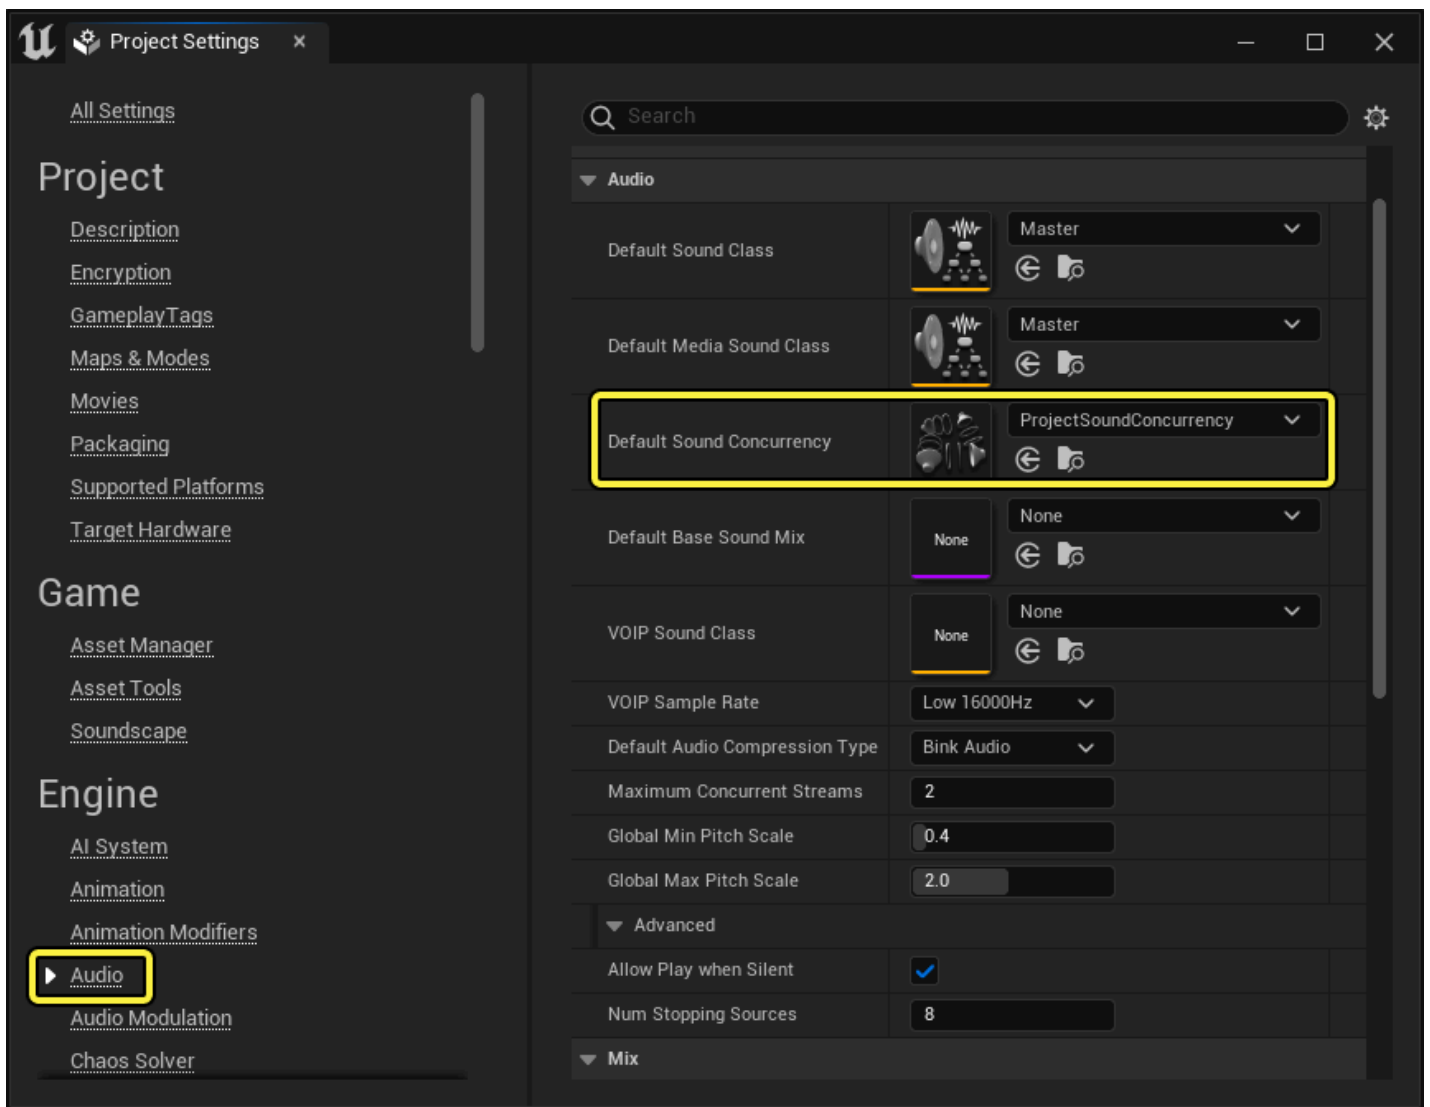 Project Settings
All Settings
Project
Description
Encryption
GameplayTags
Maps & Modes
Movies
Packaging
Supported Platforms
Target Hardware
Game
Asset Manager
Asset Tools
Soundscape
Engine
AI System
Animation
Animation Modifiers
Audio
Audio Modulation
Chaos Solver
Search
Audio
Default Sound Class
Master
Default Media Sound Class
Master
Default Sound Concurrency
ProjectSoundConcurrency
Default Base Sound Mix
None
None
VOIP Sound Class
None
None
VOIP Sample Rate
Low 16000Hz
Default Audio Compression Type
Bink Audio
Maximum Concurrent Streams
2
Global Min Pitch Scale
0.4
Global Max Pitch Scale
2.0
Advanced
Allow Play when Silent
Num Stopping Sources
8
Mix